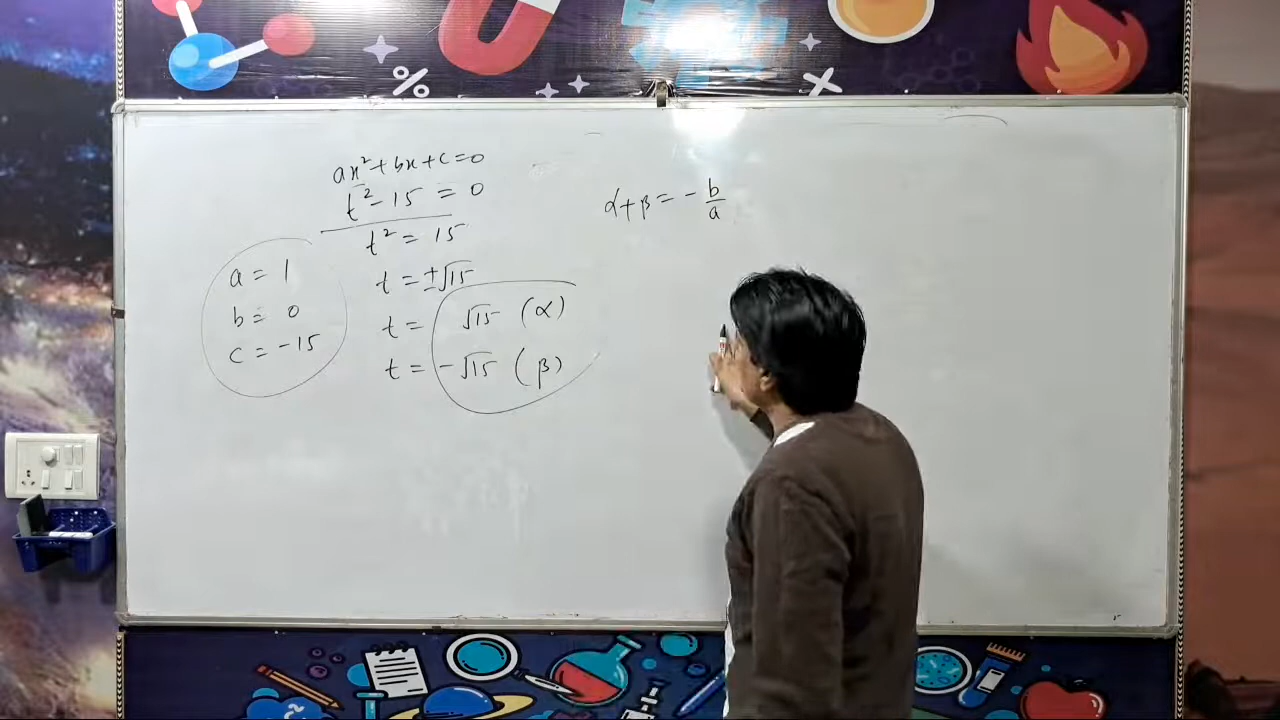 ax²+bx+c=0
t²-15=0
t²=15
t=±√15
t=√15 (α)
t=-√15 (β)
a=1
b=0
c=-15
α+β=-b/a
%